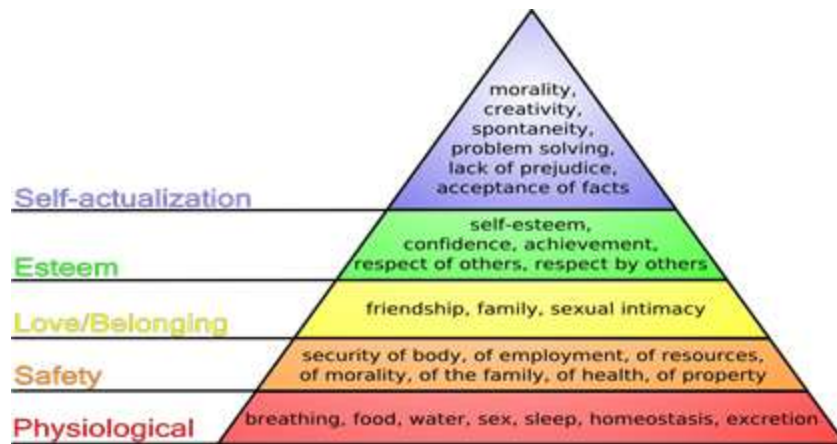 morality,
creativity,
spontaneity,
problem solving,
lack of prejudice,
acceptance of facts
Self-actualization
self-esteem,
confidence, achievement,
respect of others, respect by others
Esteem
friendship, family, sexual intimacy
Love/Belonging
security of body, of employment, of resources,
of morality, of the family, of health, of property
Safety
breathing, food, water, sex, sleep, homeostasis, excretion
Physiological